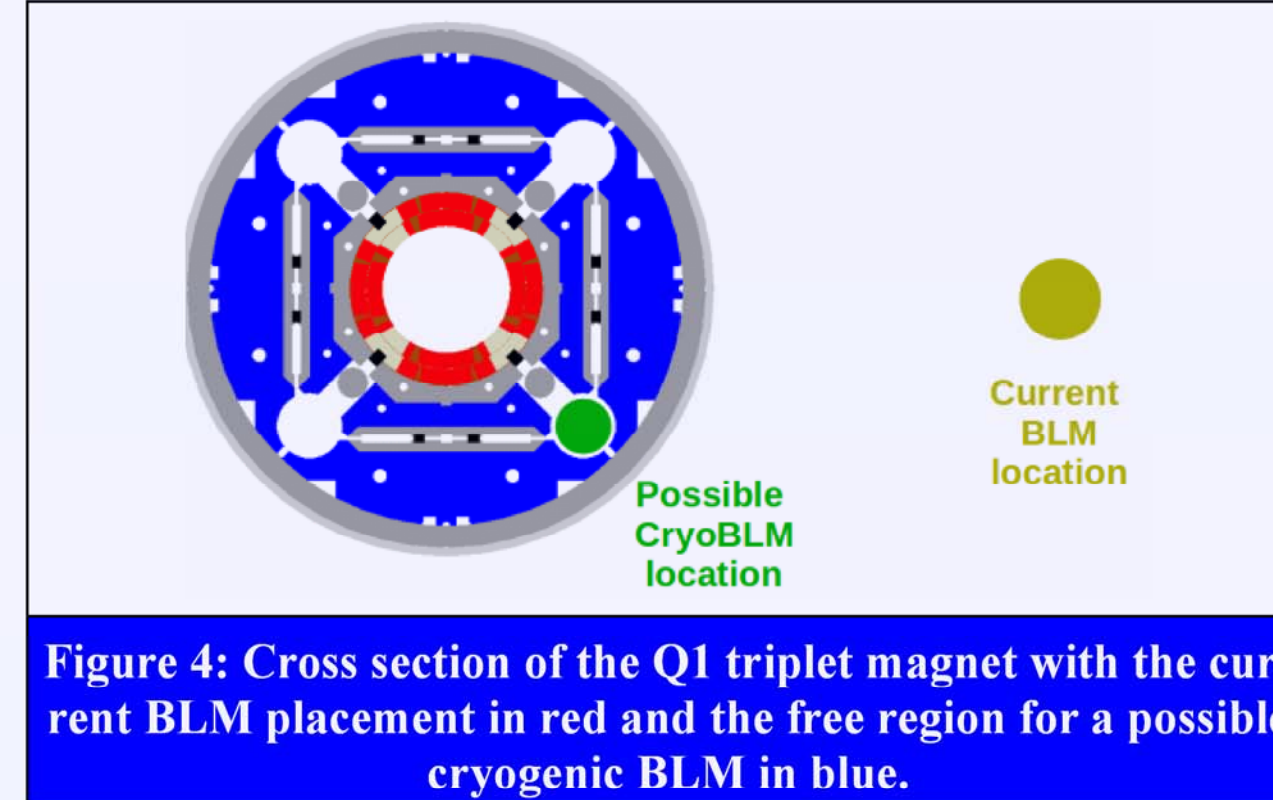 Possible
CryoBLM
location
Current
BLM
location
Figure 4: Cross section of the Q1 triplet magnet with the cur
rent BLM placement in red and the free region for a possible
cryogenic BLM in blue.